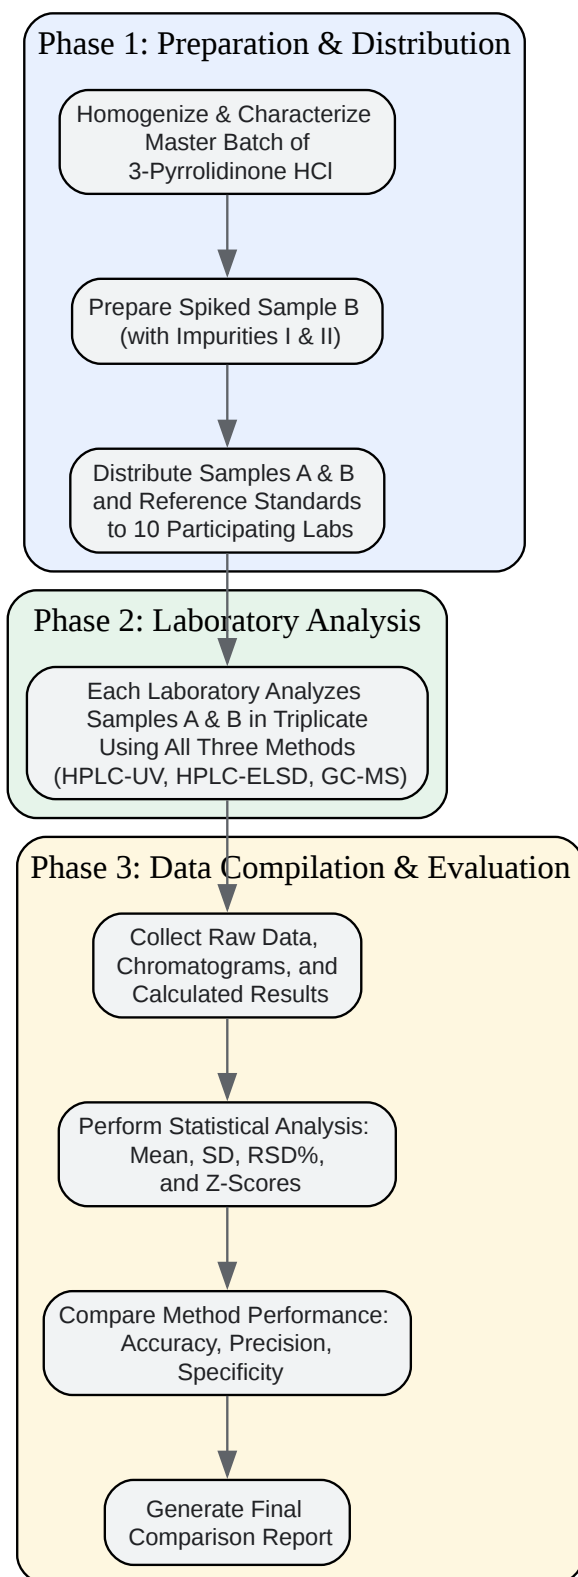 Phase 1: Preparation & Distribution
Homogenize & Characterize
Master Batch of
3-Pyrrolidinone HCl
Prepare Spiked Sample B
(with Impurities I & II)
Distribute Samples A & B
and Reference Standards
to 10 Participating Labs
Phase 2: Laboratory Analysis
Each Laboratory Analyzes
Samples A & B in Triplicate
Using All Three Methods
(HPLC-UV, HPLC-ELSD, GC-MS)
Phase 3: Data Compilation & Evaluation
Collect Raw Data,
Chromatograms, and
Calculated Results
Perform Statistical Analysis:
Mean, SD, RSD%,
and Z-Scores
Compare Method Performance:
Accuracy, Precision,
Specificity
Generate Final
Comparison Report